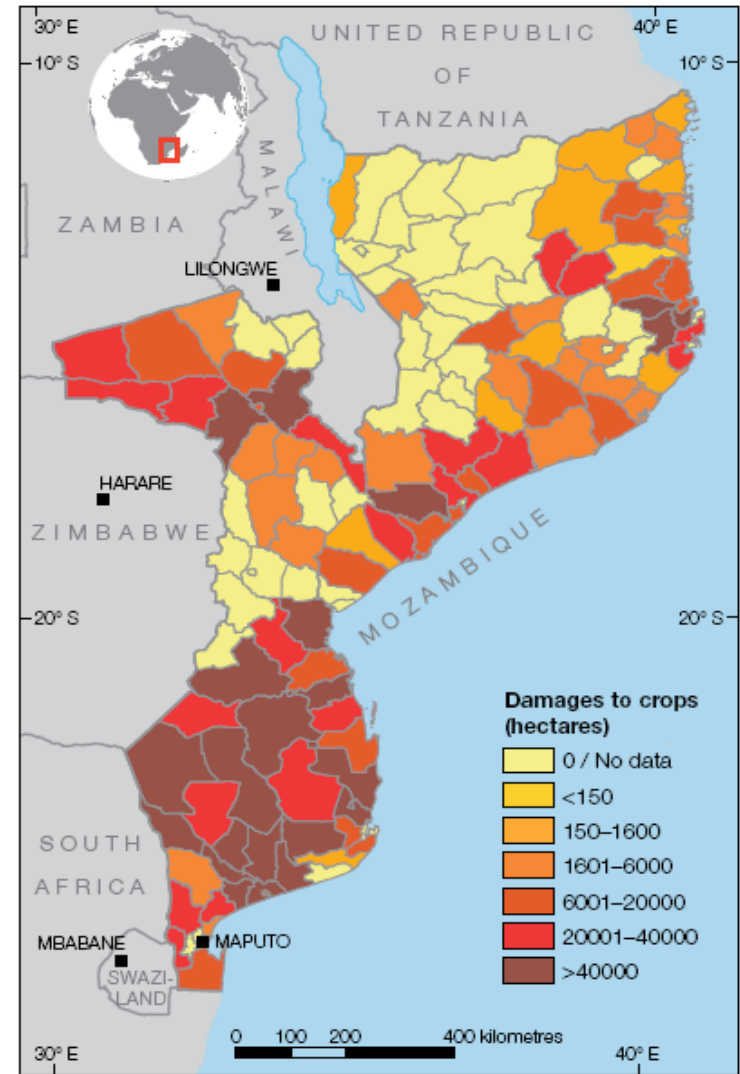 30° E
UNITED REPUBLIC
40° E
10° S
10° S
OF
TANZANIA
MALAWI
ZAMBIA
LILONGWE
HARARE
ZIMBABWE
MOZAMBIQUE
20° S
20° S
Damages to crops
(hectares)
0 / No data
<150
150–1600
1601–6000
6001–20000
20001–40000
>40000
SOUTH
AFRICA
MBABANE
MAPUTO
SWAZI-
LAND
0 100 200 400 kilometres
30° E
40° E